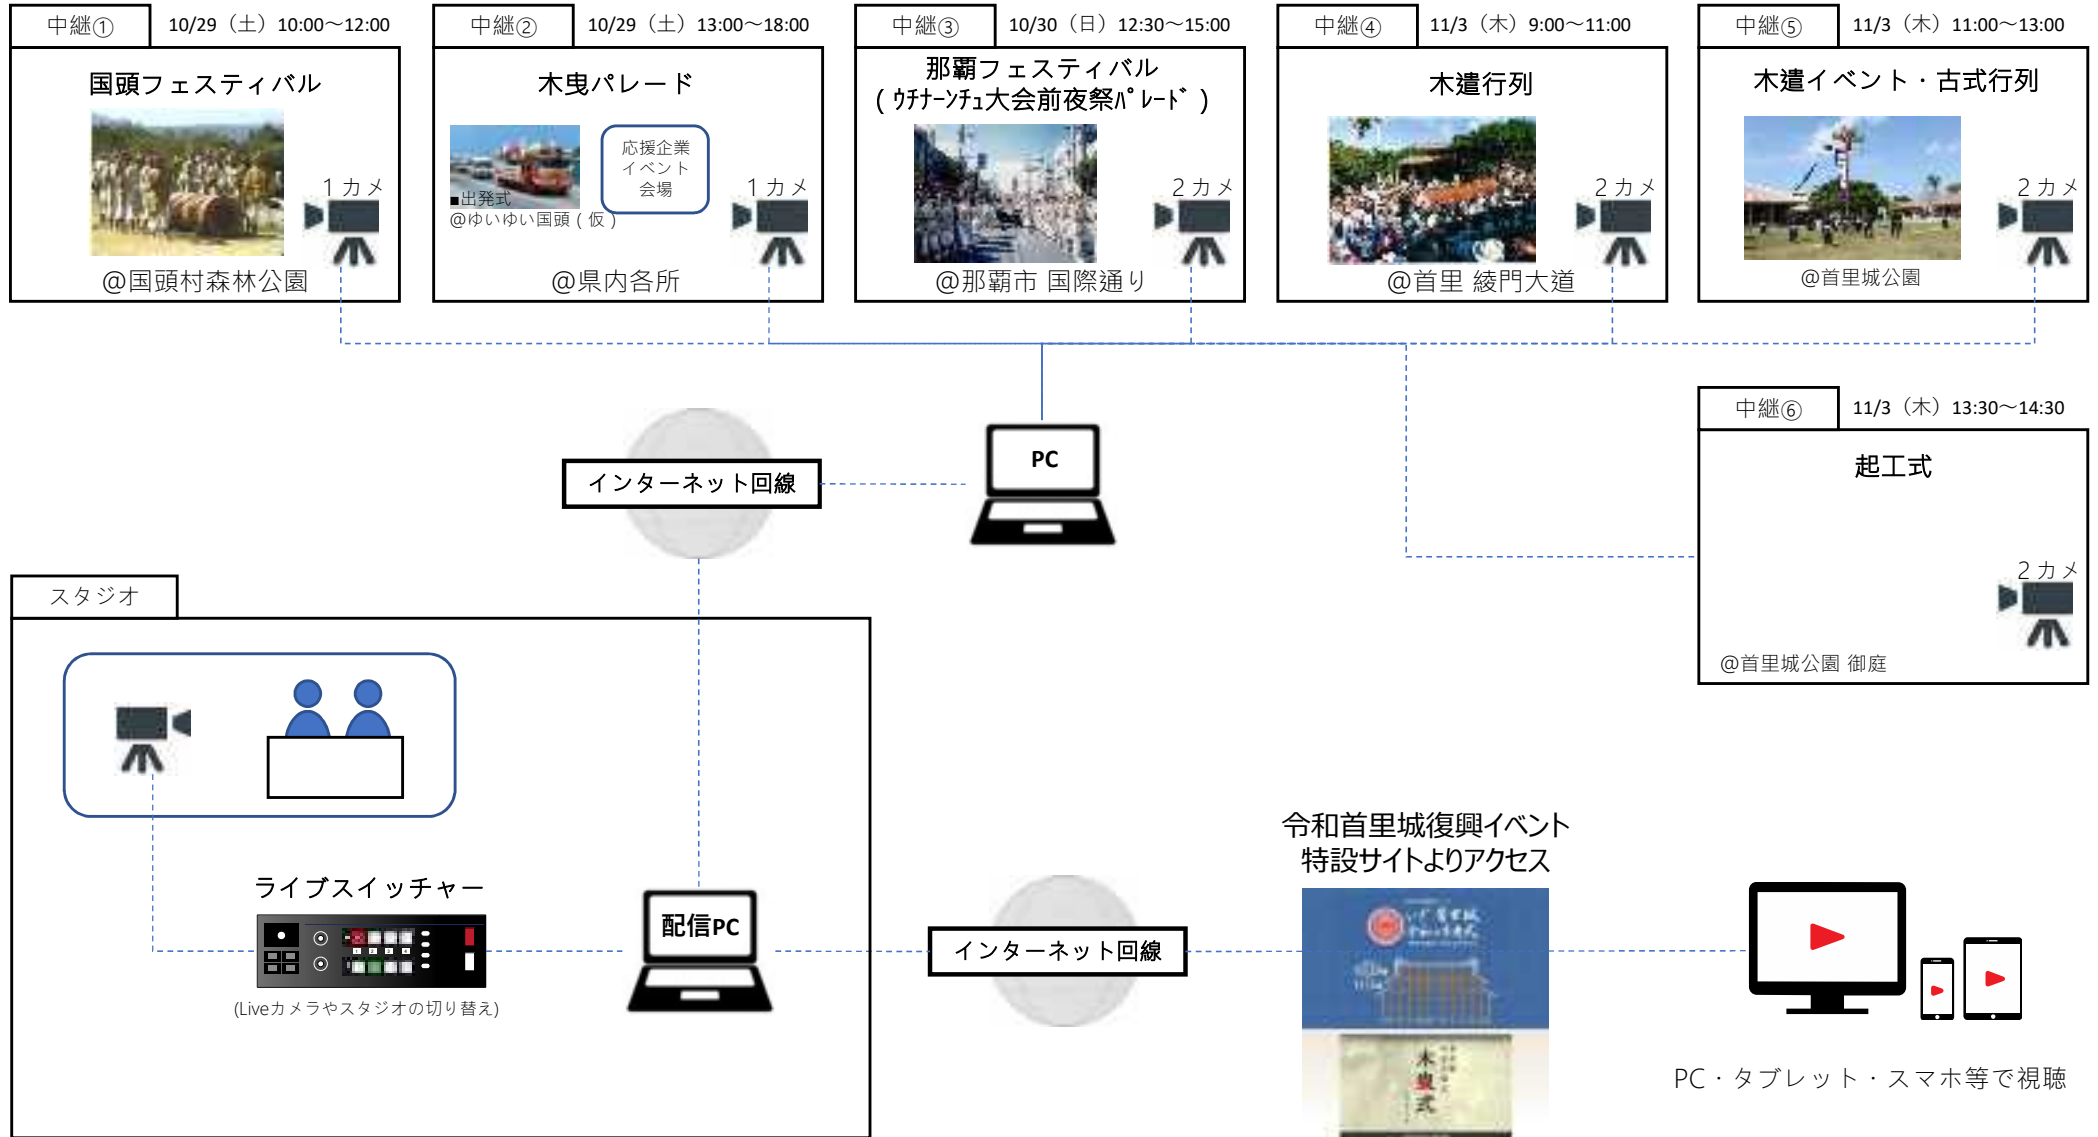 中継①
10/29（土）10:00～12:00
国頭フェスティバル
1カメ
@国頭村森林公園
中継②
10/29（土）13:00～18:00
木曳パレード
応援企業
イベント
会場
■出発式
@ゆいゆい国頭(仮)
1カメ
@県内各所
中継③
10/30（日）12:30～15:00
那覇フェスティバル
(ｳﾁﾅｰﾝﾁｭ大会前夜祭ﾊﾟﾚｰﾄﾞ)
2カメ
@那覇市 国際通り
中継④
11/3（木）9:00～11:00
木遣行列
2カメ
@首里 綾門大道
中継⑤
11/3（木）11:00～13:00
木遣イベント・古式行列
2カメ
@首里城公園
中継⑥
11/3（木）13:30～14:30
起工式
2カメ
@首里城公園 御庭
PC
インターネット回線
スタジオ
ライブスイッチャー
(Liveカメラやスタジオの切り替え)
配信PC
インターネット回線
令和首里城復興イベント
特設サイトよりアクセス
木曳式
PC・タブレット・スマホ等で視聴